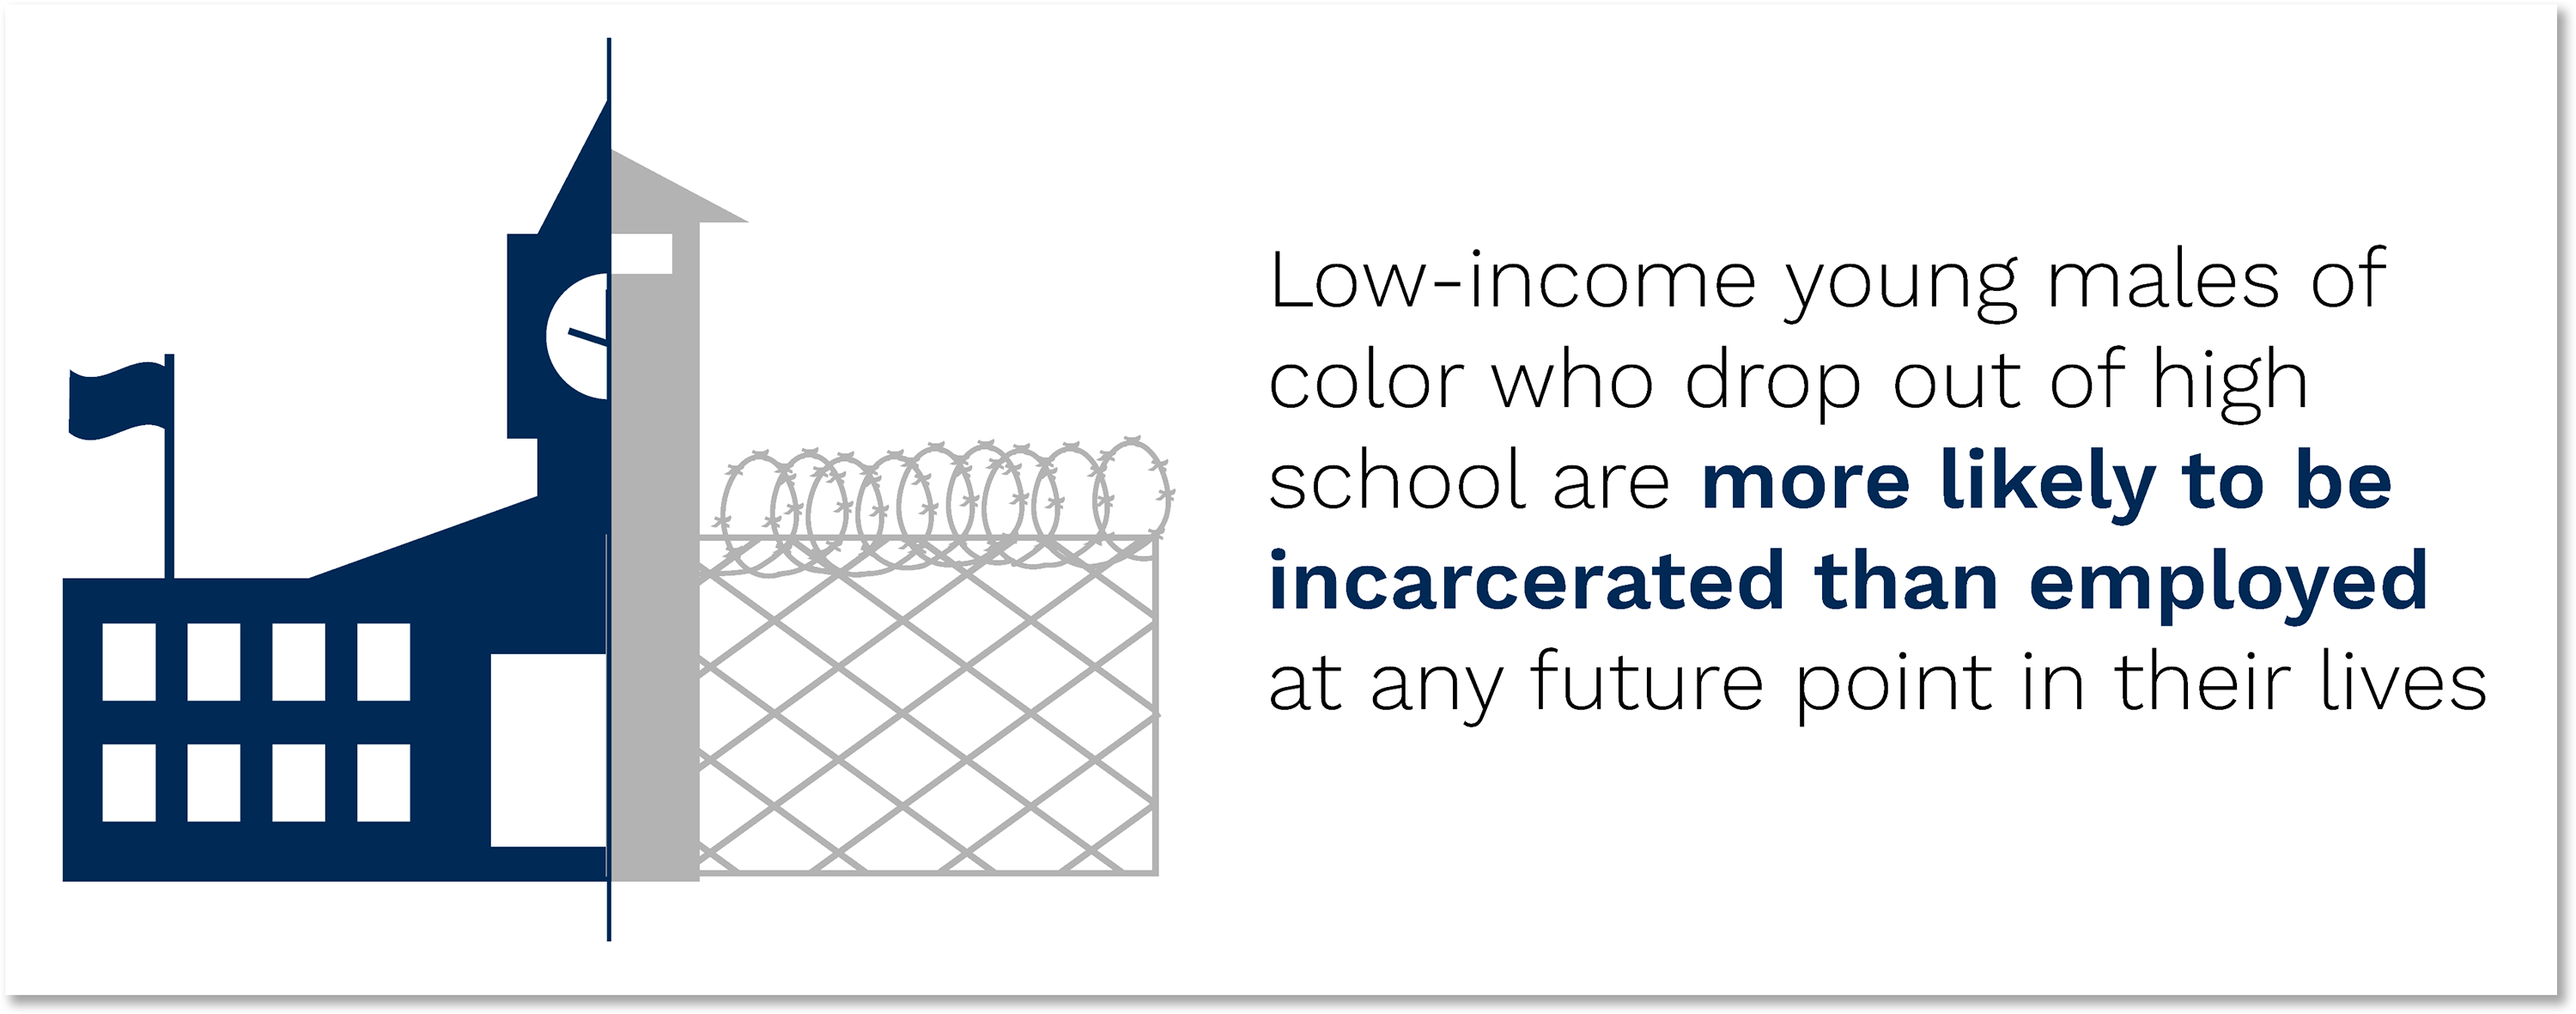 Low-income young males of
color who drop out of high
school are more likely to be
incarcerated than employed
at any future point in their lives